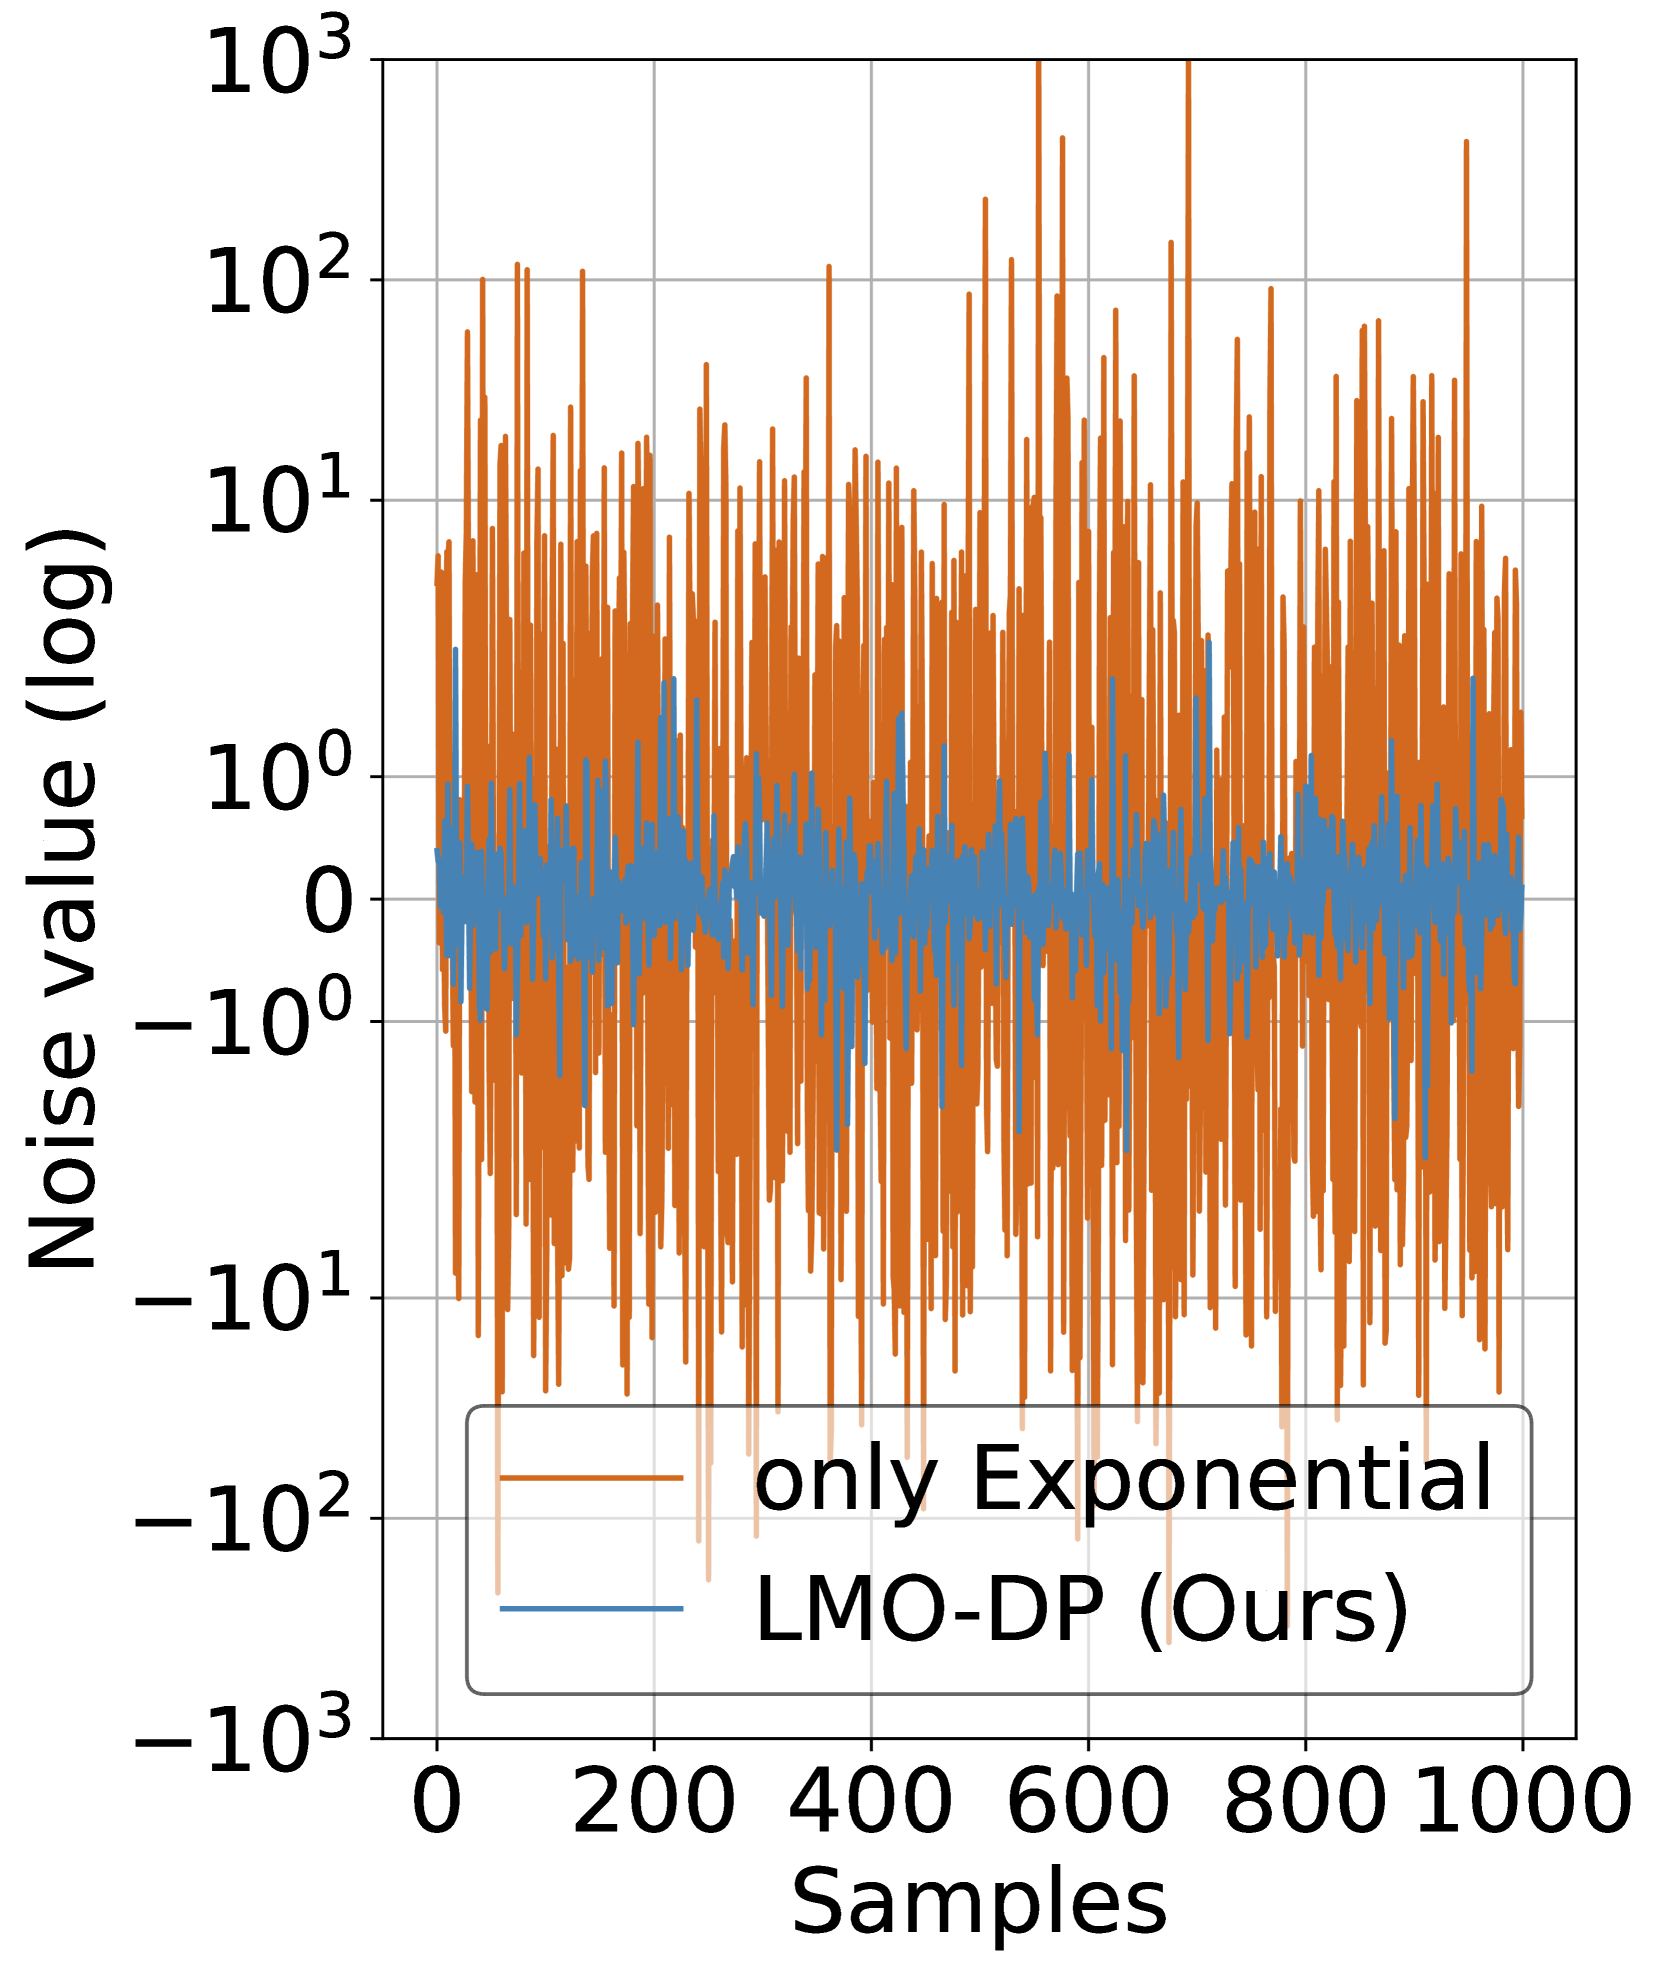 Noise value (log)
10³
10²
10¹
10⁰
0
−10⁰
−10¹
−10²
−10³
only Exponential
LMO-DP (Ours)
0 200 400 600 800 1000
Samples